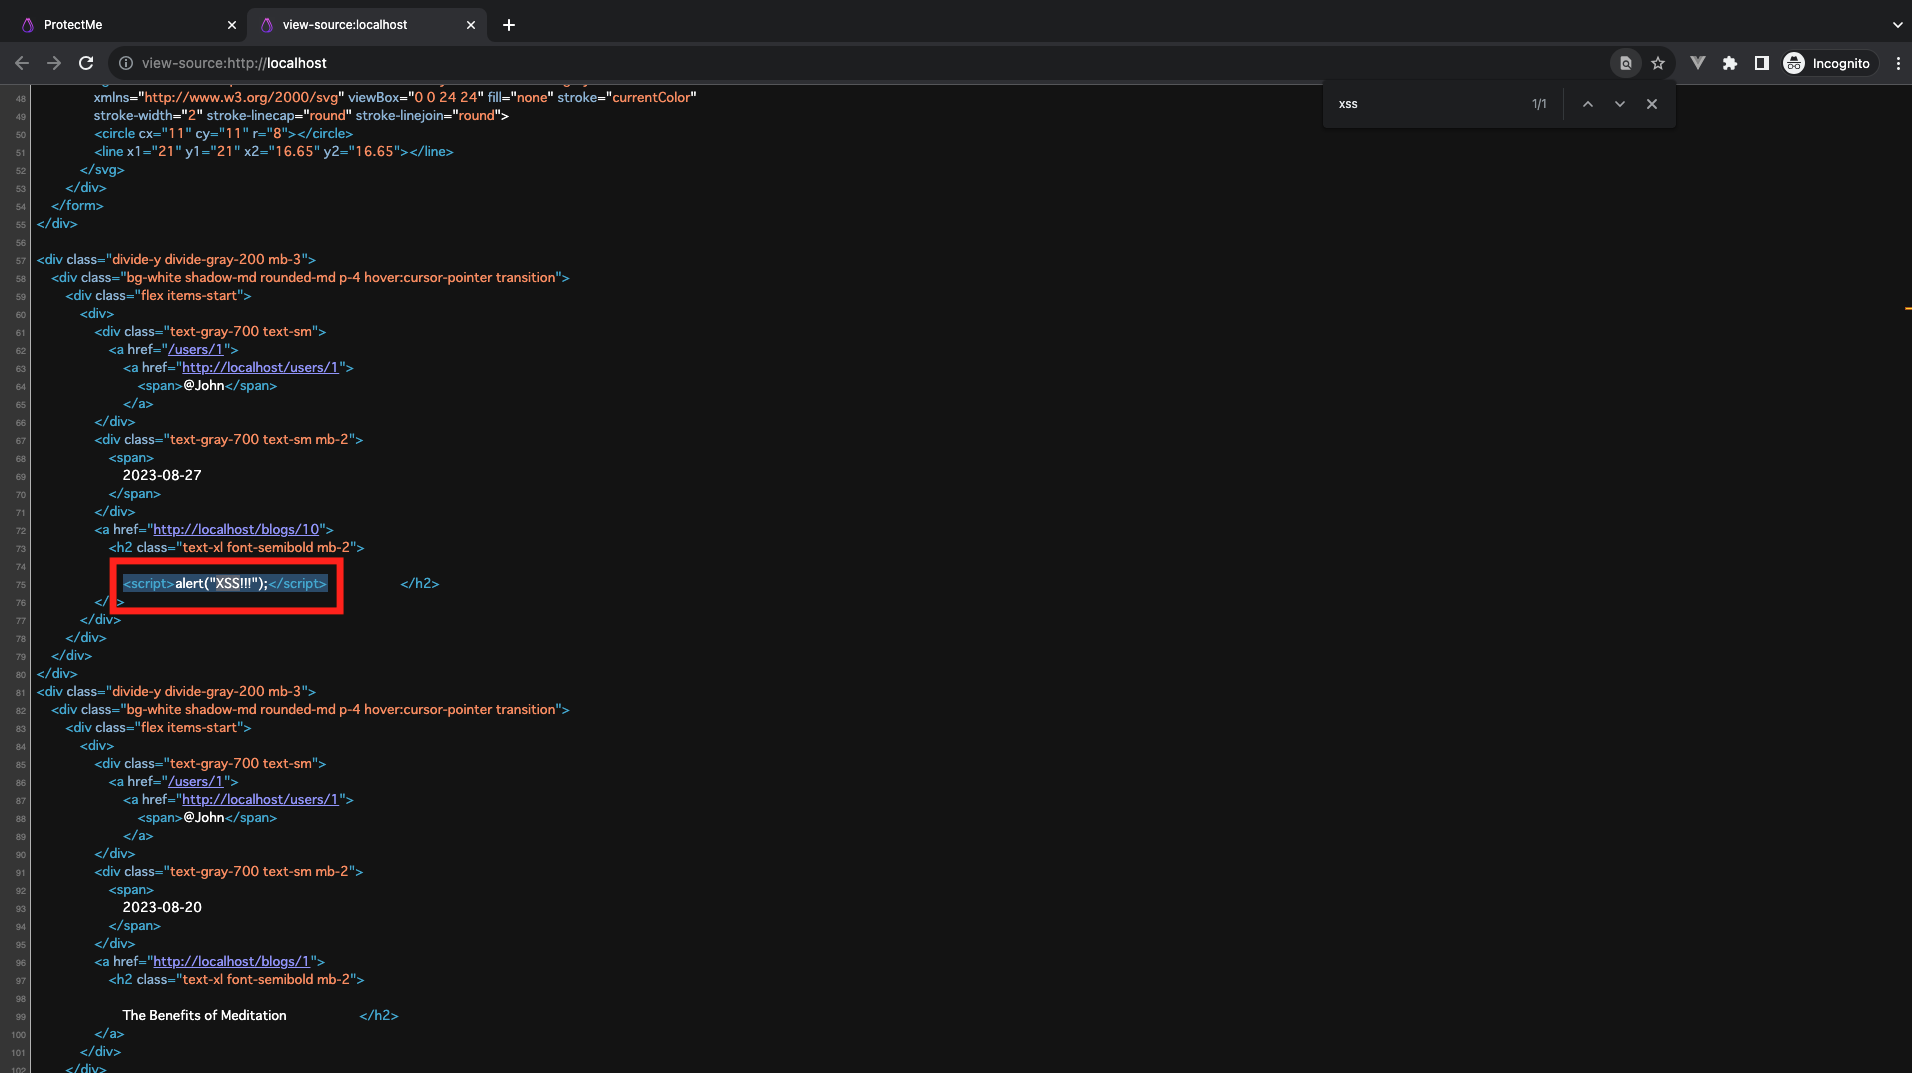 ProtectMe
view-source:localhost
view-source:http://localhost
Incognito
xss 1/1
48 xmlns="http://www.w3.org/2000/svg" viewBox="0 0 24 24" fill="none" stroke="currentColor"
49 stroke-width="2" stroke-linecap="round" stroke-linejoin="round">
50 <circle cx="11" cy="11" r="8"></circle>
51 <line x1="21" y1="21" x2="16.65" y2="16.65"></line>
52 </svg>
53 </div>
54 </form>
55 </div>
56
57 <div class="divide-y divide-gray-200 mb-3">
58 <div class="bg-white shadow-md rounded-md p-4 hover:cursor-pointer transition">
59 <div class="flex items-start">
60 <div>
61 <div class="text-gray-700 text-sm">
62 <a href="/users/1">
63 <a href="http://localhost/users/1">
64 <span>@John</span>
65 </a>
66 </div>
67 <div class="text-gray-700 text-sm mb-2">
68 <span>
69 2023-08-27
70 </span>
71 </div>
72 <a href="http://localhost/blogs/10">
73 <h2 class="text-xl font-semibold mb-2">
74
75 <script>alert("XSS!!!");</script> </h2>
76 </ >
77 </div>
78 </div>
79 </div>
80 </div>
81 <div class="divide-y divide-gray-200 mb-3">
82 <div class="bg-white shadow-md rounded-md p-4 hover:cursor-pointer transition">
83 <div class="flex items-start">
84 <div>
85 <div class="text-gray-700 text-sm">
86 <a href="/users/1">
87 <a href="http://localhost/users/1">
88 <span>@John</span>
89 </a>
90 </div>
91 <div class="text-gray-700 text-sm mb-2">
92 <span>
93 2023-08-20
94 </span>
95 </div>
96 <a href="http://localhost/blogs/1">
97 <h2 class="text-xl font-semibold mb-2">
98
99 The Benefits of Meditation </h2>
100 </a>
101 </div>
102 </div>